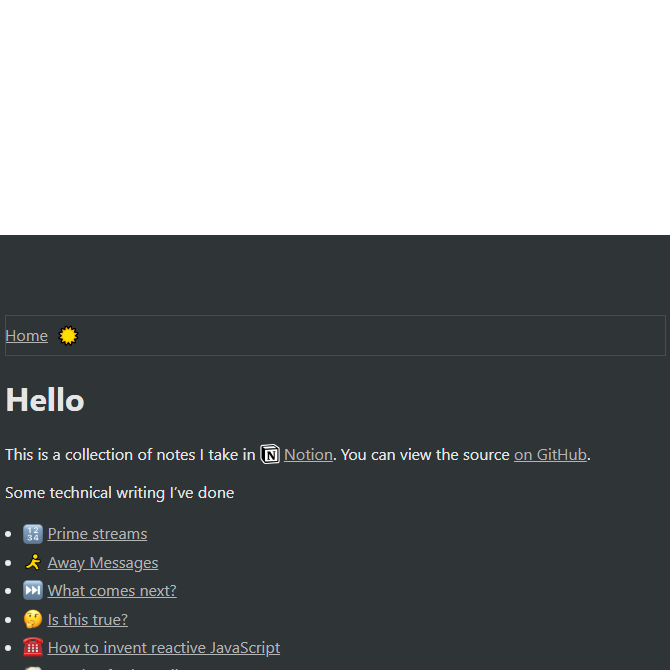 Home
Hello
This is a collection of notes I take in Notion. You can view the source on GitHub.
Some technical writing I’ve done
Prime streams
Away Messages
What comes next?
Is this true?
How to invent reactive JavaScript